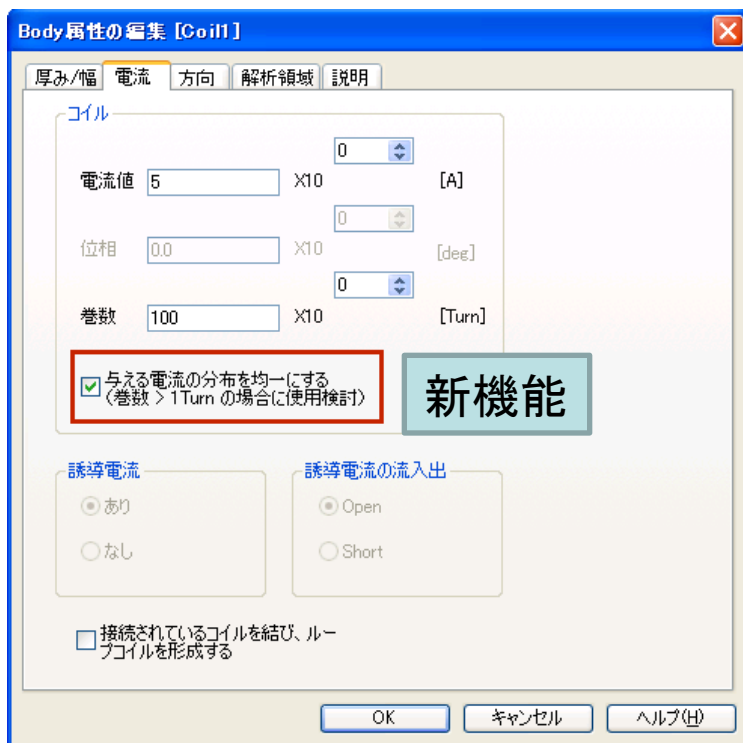 Body属性の編集 [Coil1]
厚み/幅 電流 方向 解析領域 説明
コイル
0
電流値 5 X10 [A]
0
位相 0.0 X10 [deg]
0
巻数 100 X10 [Turn]
与える電流の分布を均一にする
(巻数 > 1Turn の場合に使用検討)
新機能
誘導電流 誘導電流の流入出
あり Open
なし Short
接続されているコイルを結び、ルー
プコイルを形成する
OK キャンセル ヘルプ(H)